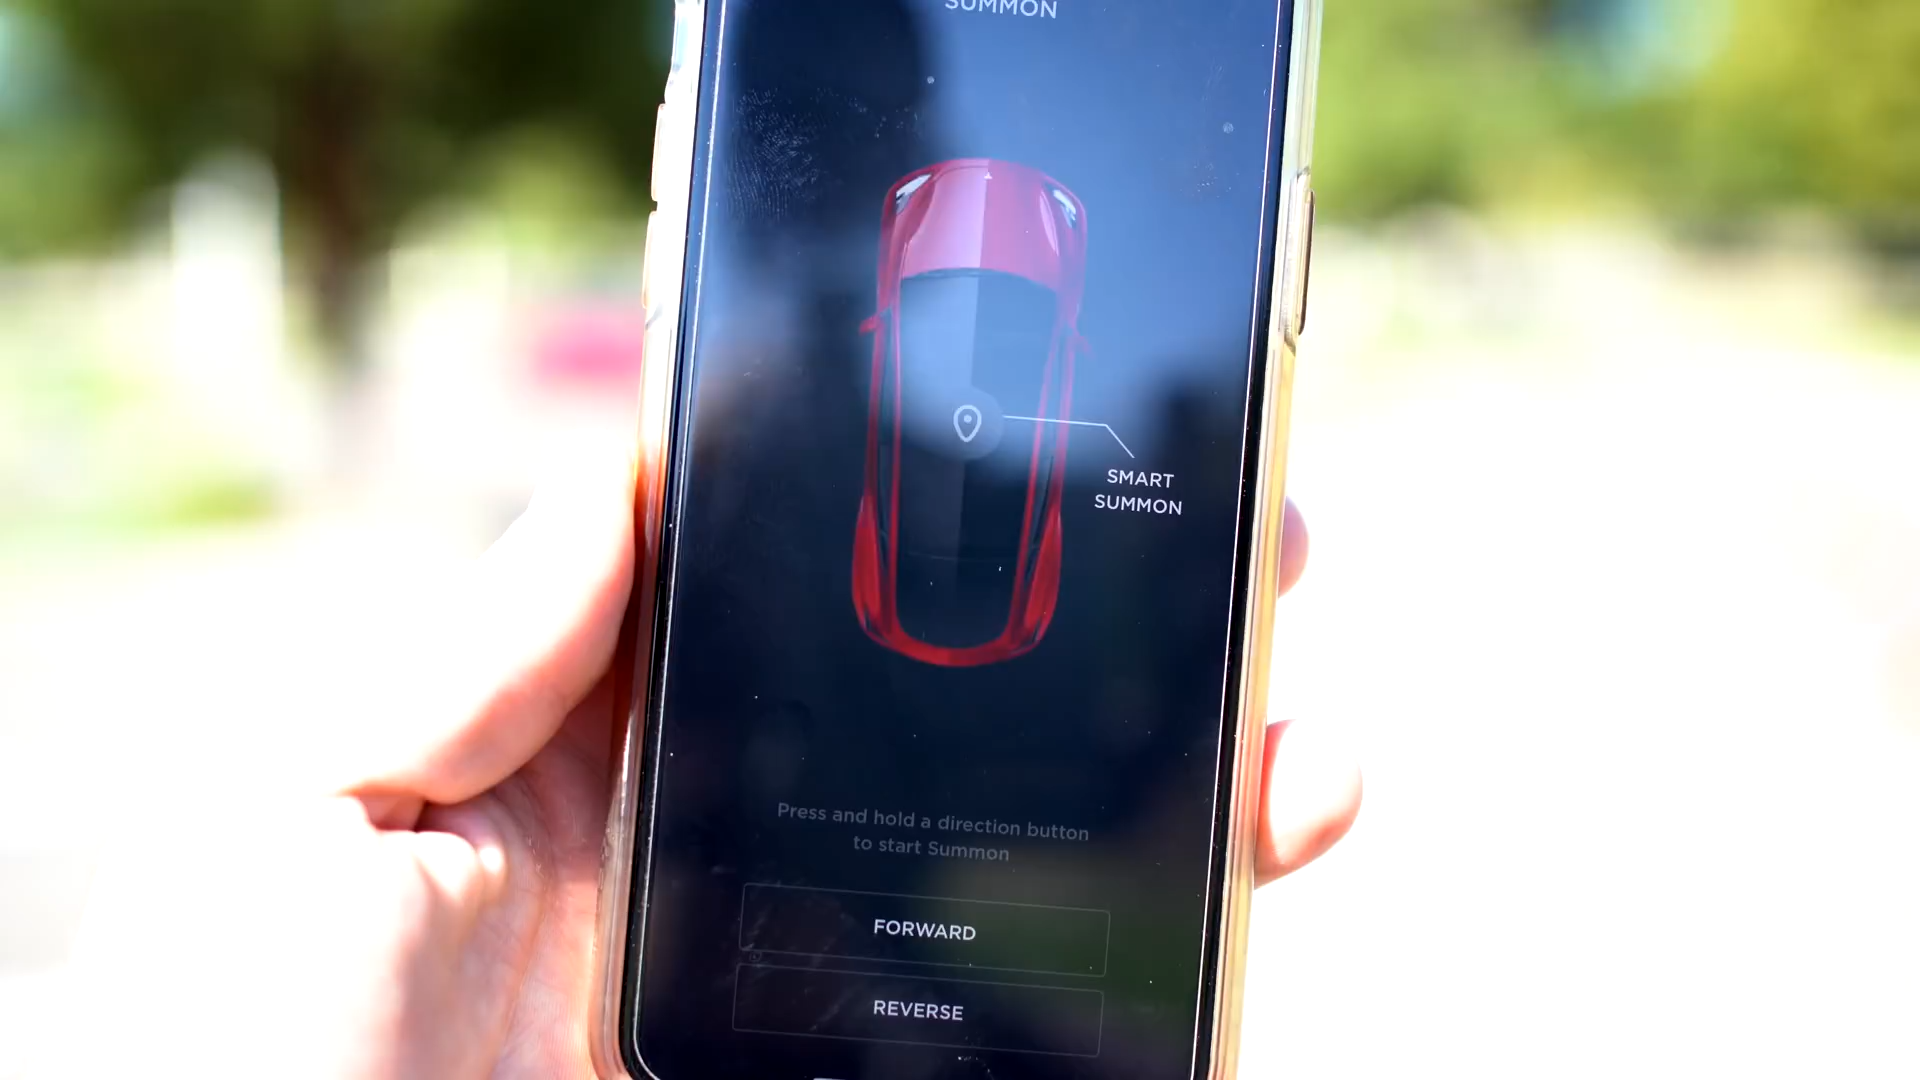 SUMMON
SMART
SUMMON
Press and hold a direction button
to start Summon
FORWARD
REVERSE